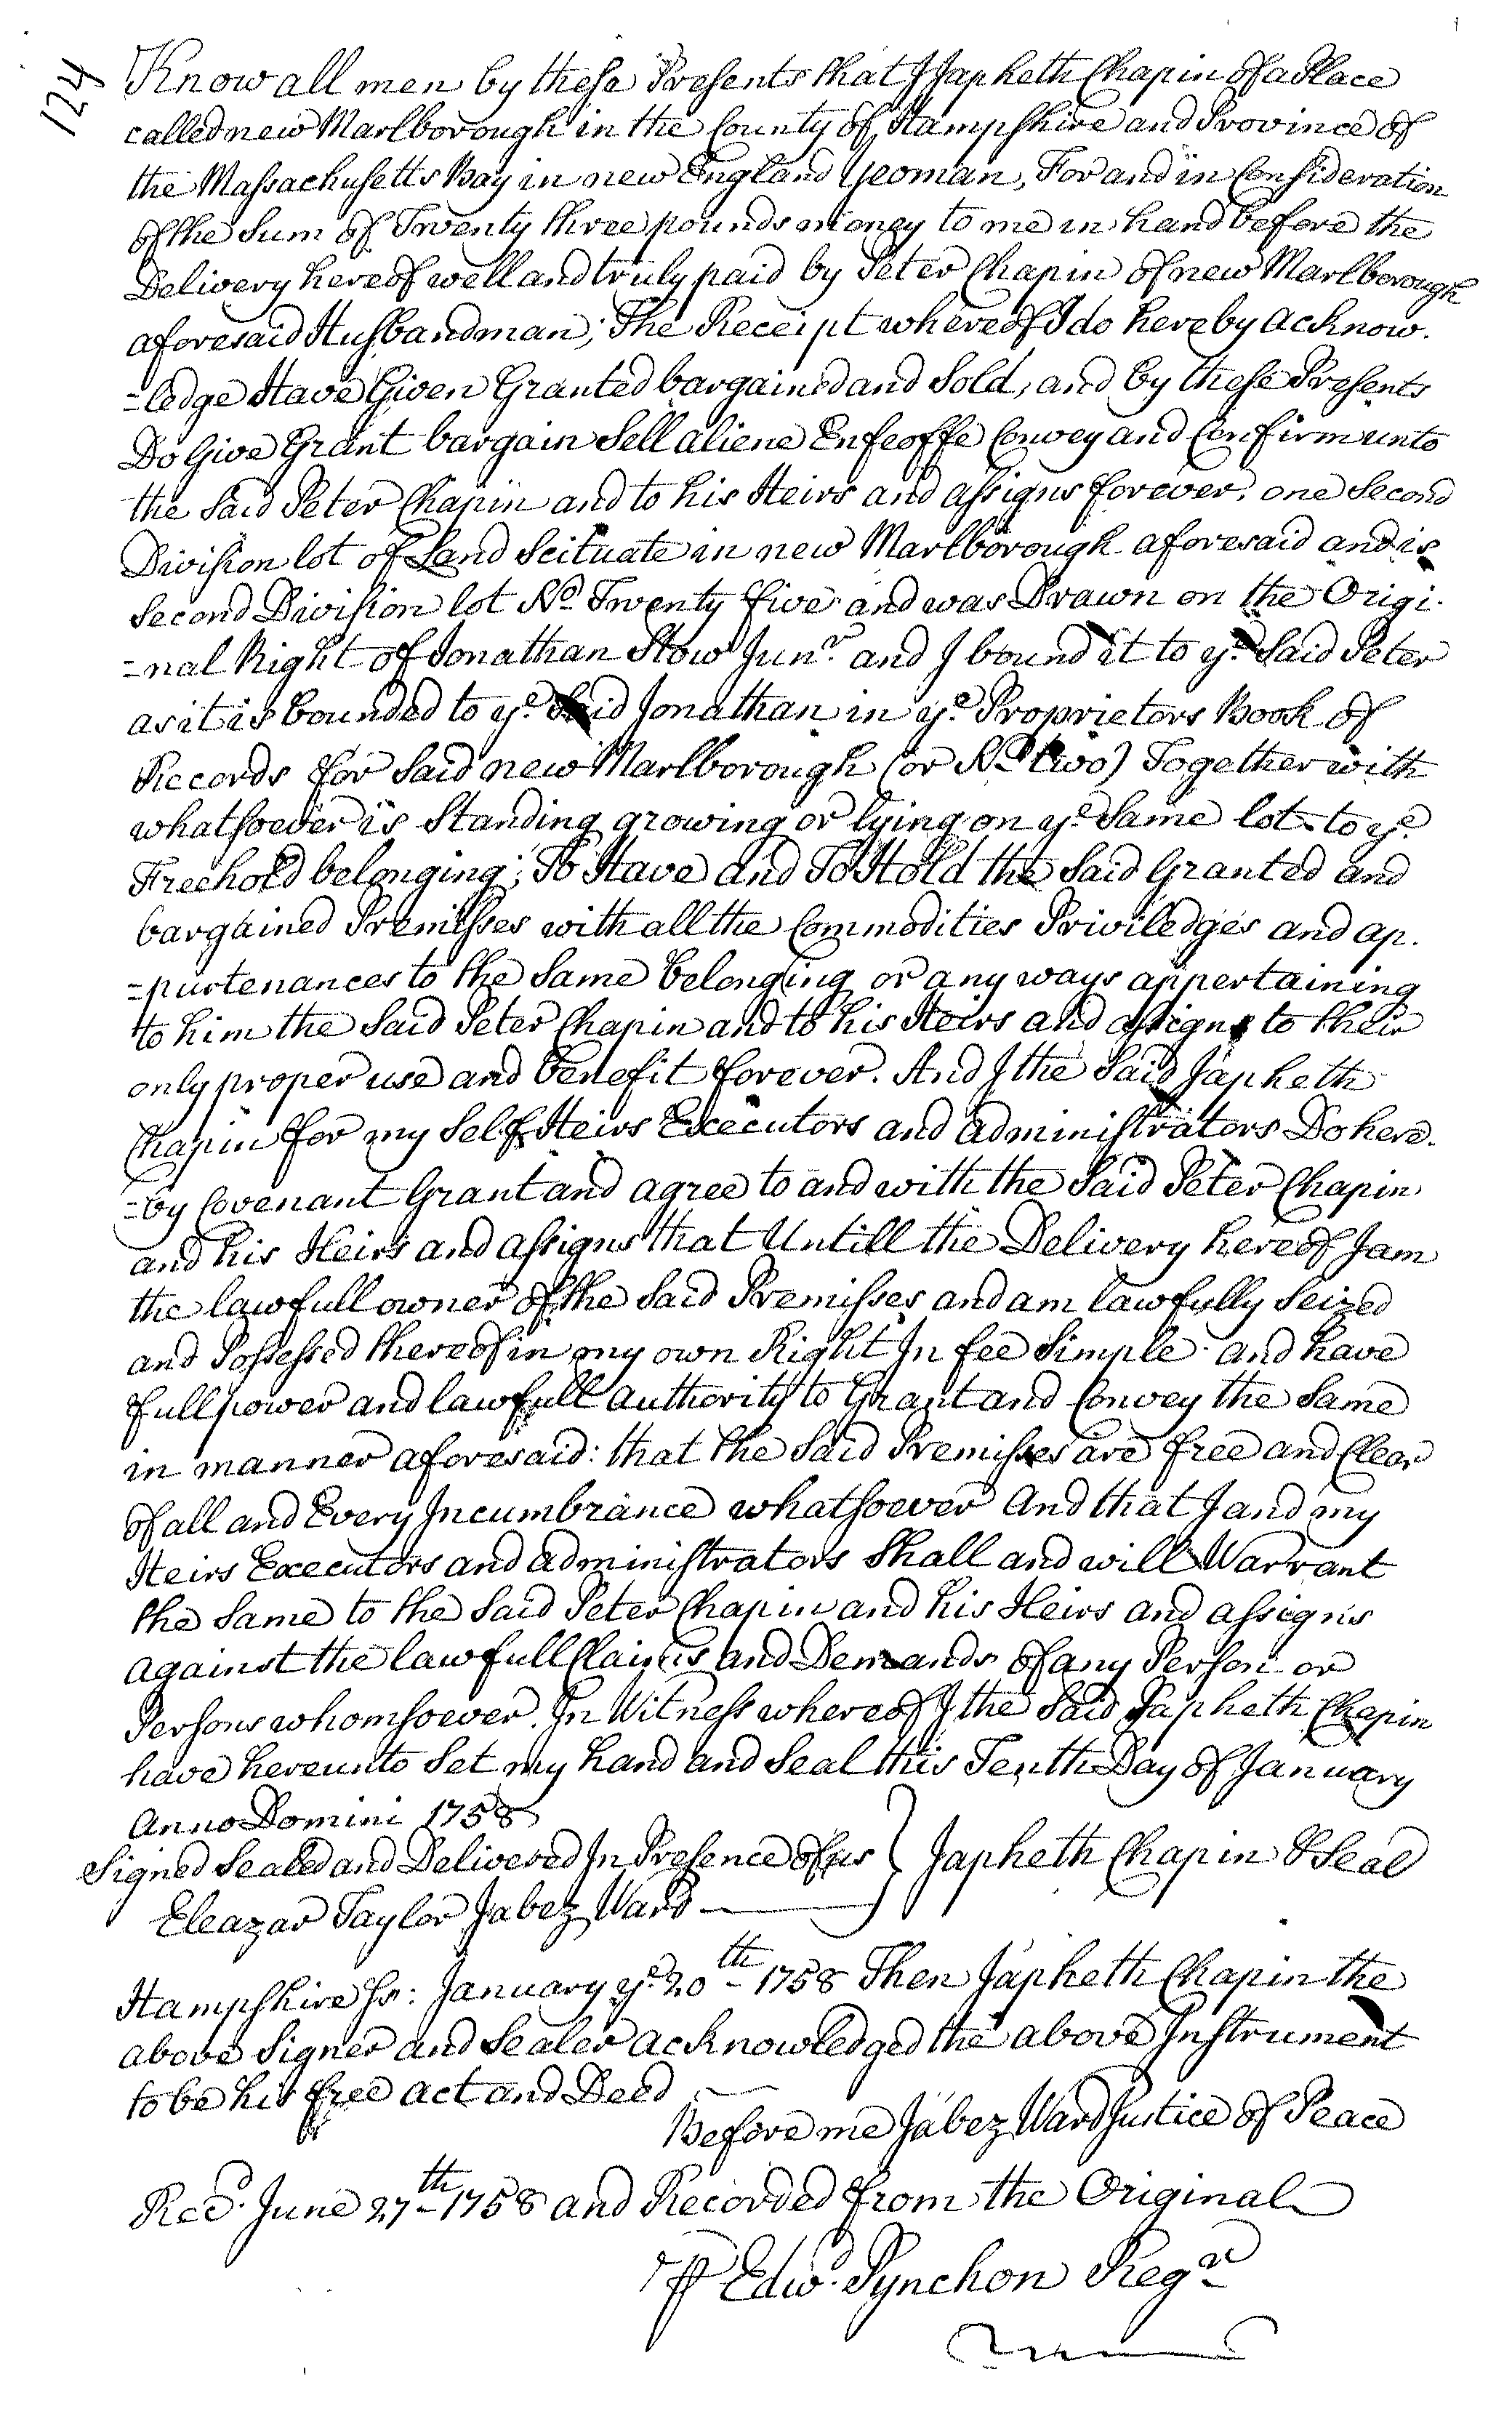 124
Know all men by these Presents that I Japheth Chapin of a Place
called new Marlborough in the County of Hampshire and Province of
the Massachusetts Bay in new England Yeoman, For and in Consideration
of the Sum of Twenty three pounds money to me in hand before the
Delivery hereof well and truly paid by Peter Chapin of new Marlborough
aforesaid Husbandman; The Receipt whereof I do hereby acknow.
=ledge Have Given Granted bargained and Sold, and by these Presents
Do Give Grant bargain Sell aliene Enfeoffe Convey and Confirm unto
the Said Peter Chapin and to his Heirs and assigns forever, one Second
Division lot of Land Scituate in new Marlborough aforesaid and is
Second Division lot No. Twenty five and was Drawn on the Origi.
=nal Right of Jonathan Stow Junr. and I bound it to ye. Said Peter
as it is bounded to ye. Said Jonathan in ye. Proprietors Book of
Records for Said new Marlborough (or No. two) Together with
whatsoever is Standing growing or lying on ye. Same lot to ye.
Freehold belonging; To Have and To Hold the Said Granted and
bargained Premisses with all the Commodities Priviledges and ap.
=purtenances to the Same belonging or any ways appertaining
to him the Said Peter Chapin and to his Heirs and assigns to their
only proper use and benefit forever. And I the Said Japheth
Chapin for my Self Heirs Executors and administrators Do here.
=by Covenant Grant and agree to and with the Said Peter Chapin
and his Heirs and assigns that Untill the Delivery hereof I am
the lawfull owner of the Said Premisses and am lawfully Seized
and Possessed thereof in my own Right In fee Simple. and have
full power and lawfull authority to Grant and Convey the Same
in manner aforesaid: that the Said Premisses are free and Clear
of all and Every Incumbrance whatsoever And that I and my
Heirs Executors and administrators Shall and will Warrant
the Same to the Said Peter Chapin and his Heirs and assigns
against the lawfull Claims and Demands of any Person or
Persons whomsoever. In Witness whereof I the Said Japheth Chapin
have hereunto Set my hand and Seal this Tenth Day of January
Anno Domini 1758
Signed Sealed and Delivered In Presence of us } Japheth Chapin & Seal
Eleazar Taylor Jabez Ward
Hampshire Ss: January ye. 20th 1758 Then Japheth Chapin the
above Signer and Sealer acknowledged the above Instrument
to be his free act and Deed
Before me Jabez Ward Justice of Peace
Recd. June 27th 1758 and Recorded from the Original
P Edwd. Pynchon Regr